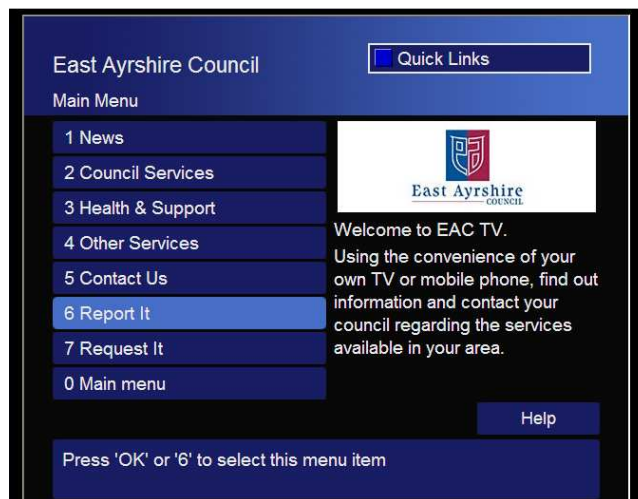 East Ayrshire Council
Quick Links
Main Menu
1 News
2 Council Services
3 Health & Support
4 Other Services
5 Contact Us
6 Report It
7 Request It
0 Main menu
East Ayrshire
COUNCIL
Welcome to EAC TV.
Using the convenience of your
own TV or mobile phone, find out
information and contact your
council regarding the services
available in your area.
Help
Press 'OK' or '6' to select this menu item